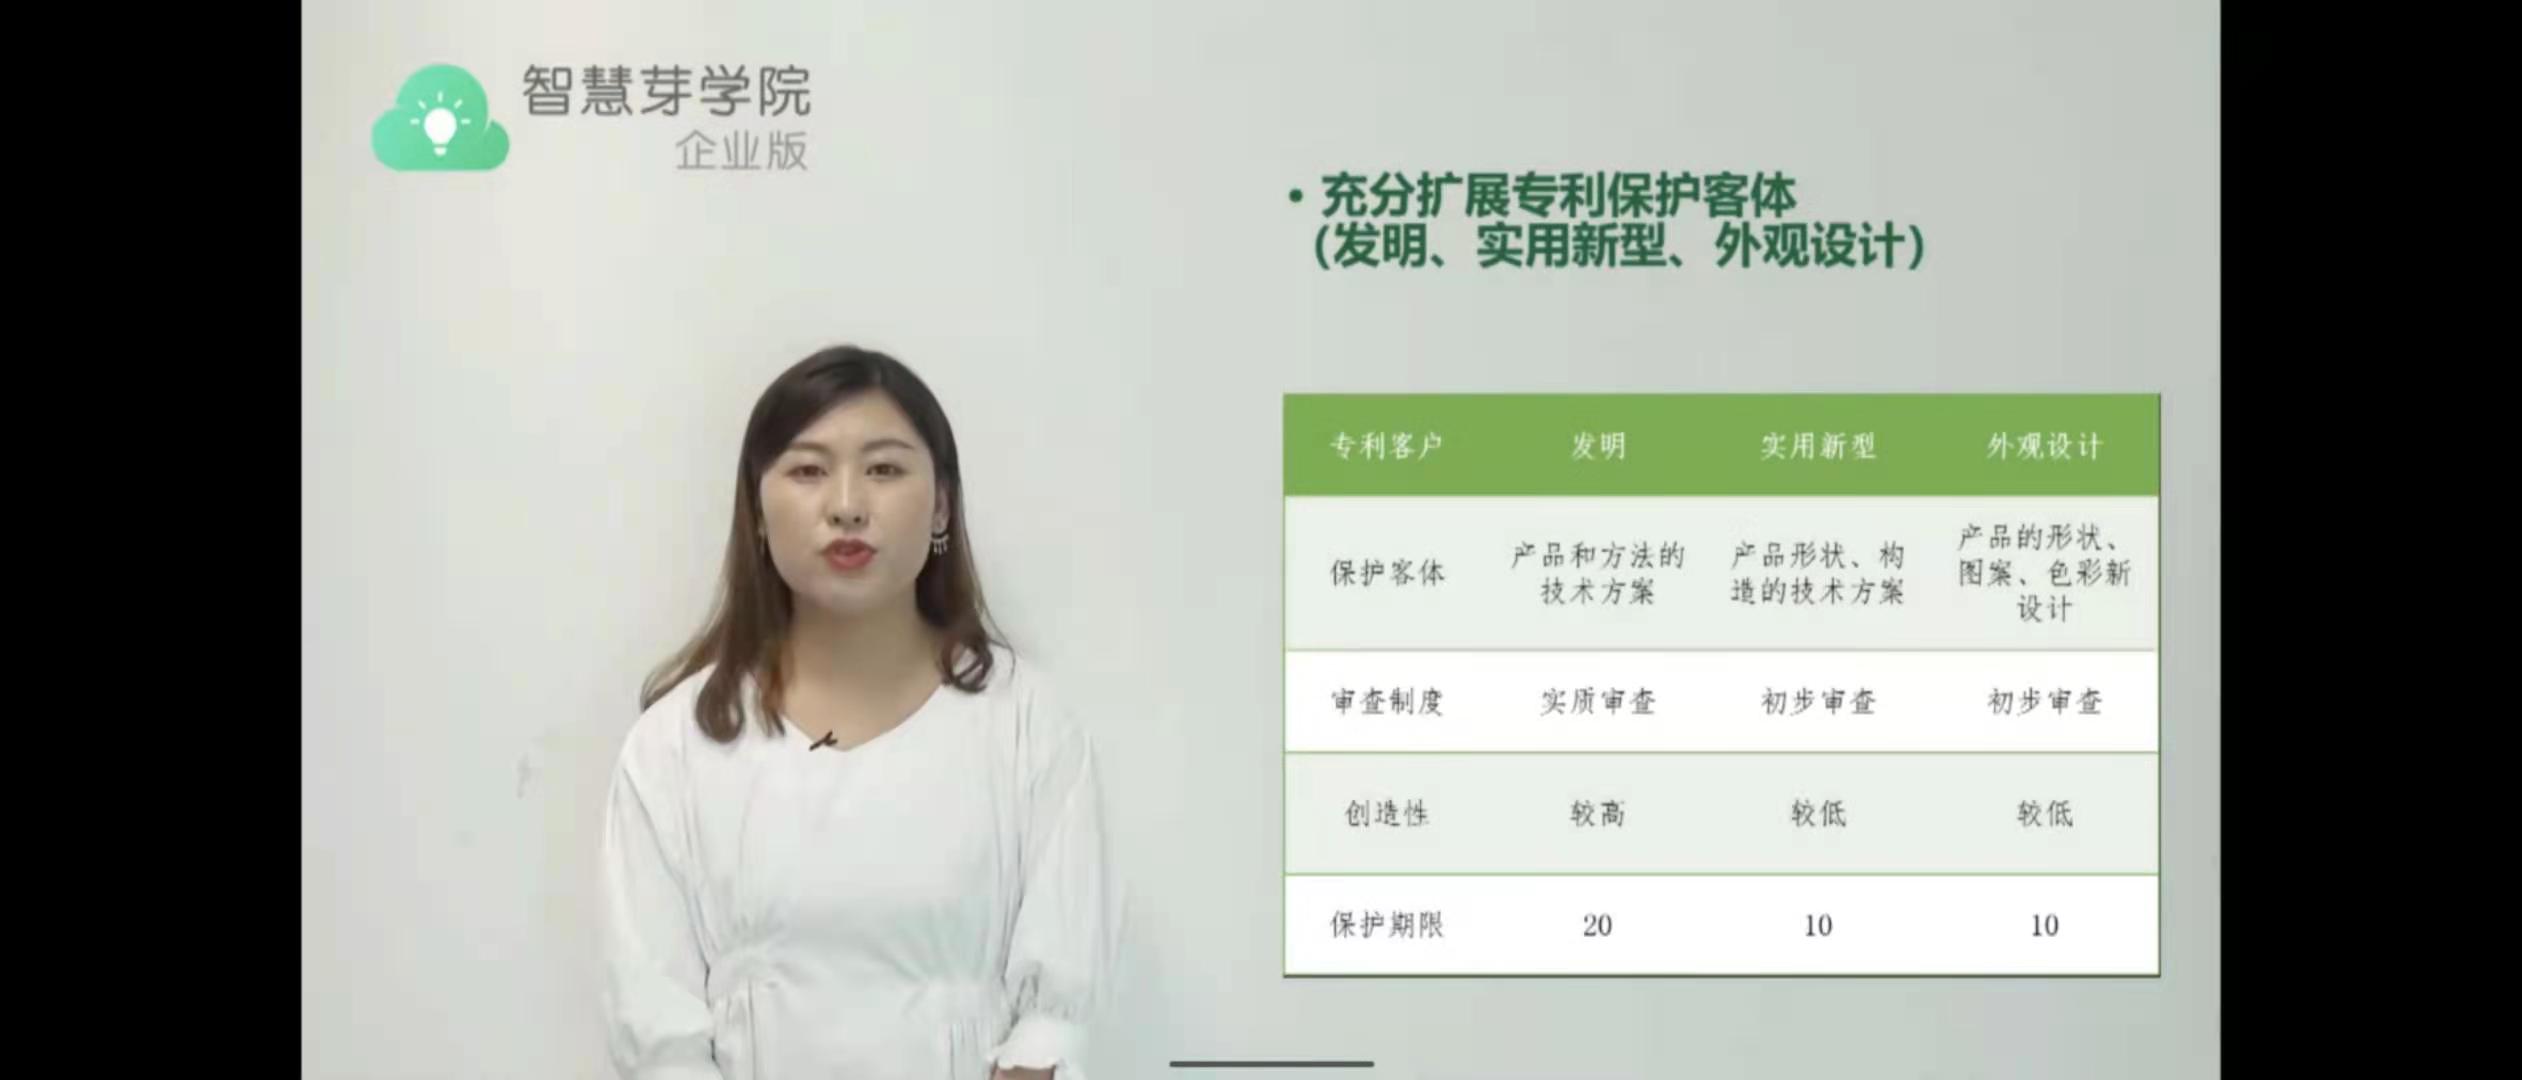 智慧芽学院
企业版
• 充分扩展专利保护客体
(发明、实用新型、外观设计)
专利客户 发明 实用新型 外观设计
保护客体 产品和方法的 产品形状、构 产品的形状、
技术方案 造的技术方案 图案、色彩新
设计
审查制度 实质审查 初步审查 初步审查
创造性 较高 较低 较低
保护期限 20 10 10